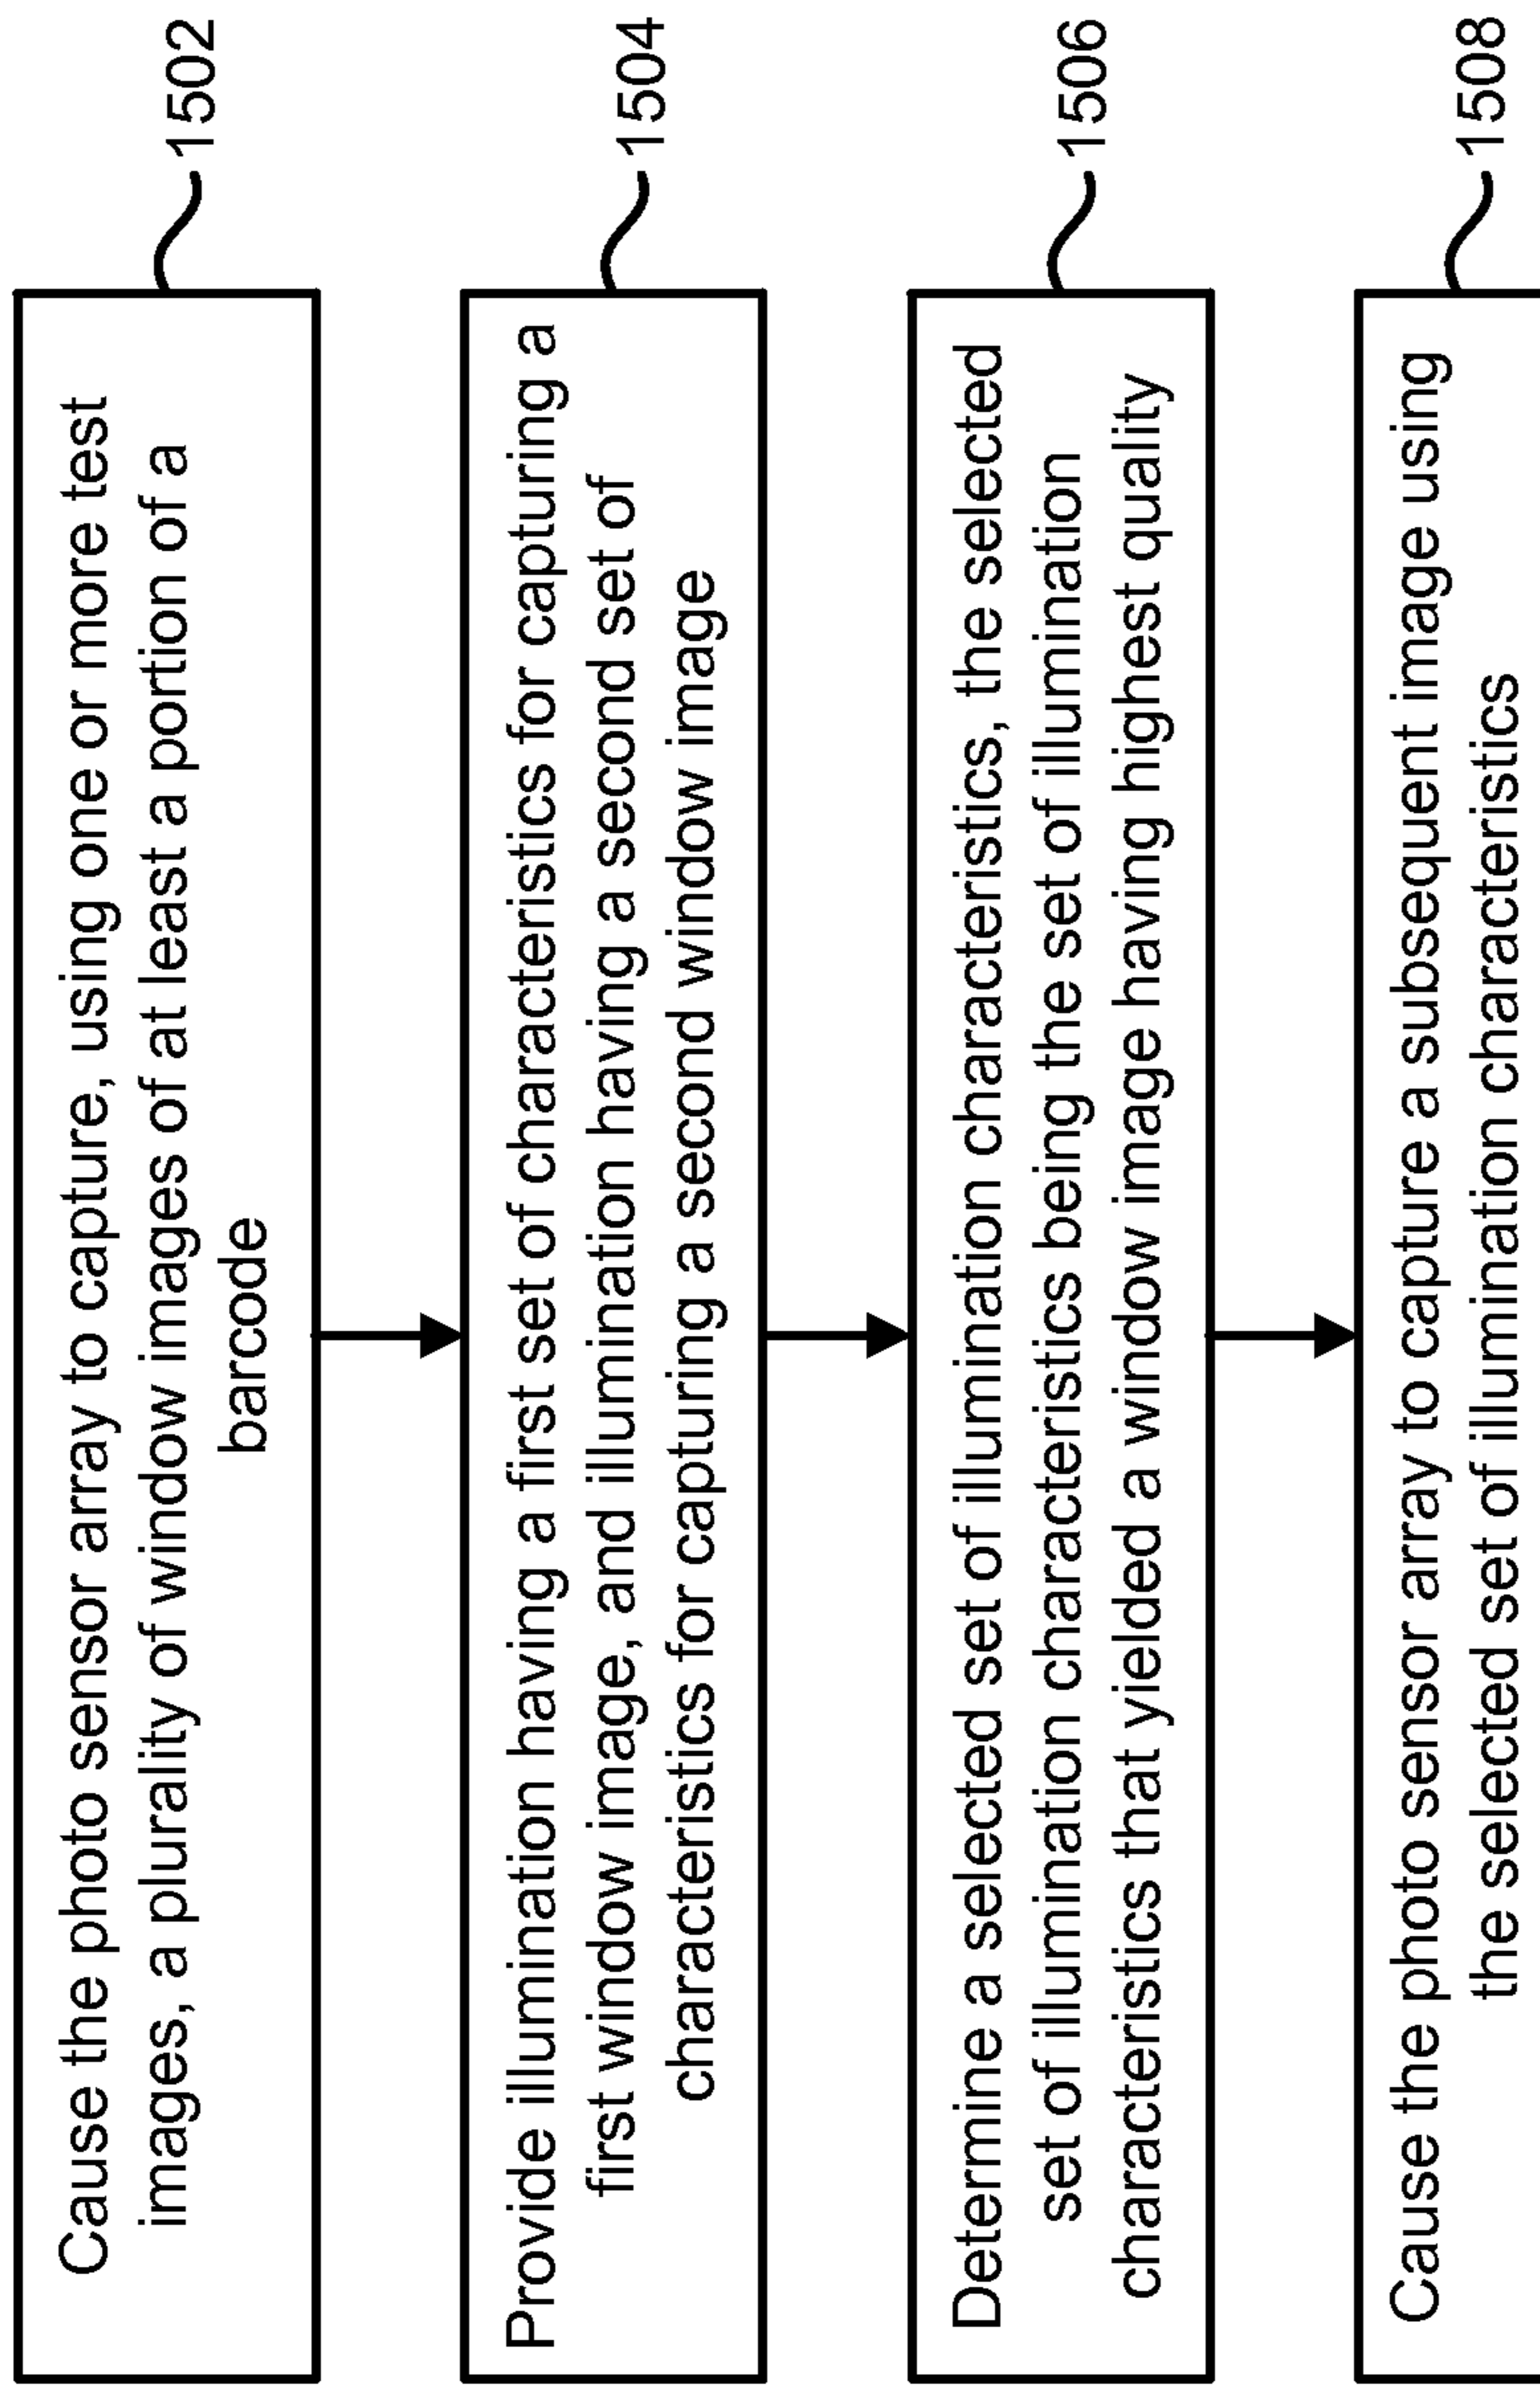 Cause the photo sensor array to capture, using one or more test
images, a plurality of window images of at least a portion of a
barcode
1502
Provide illumination having a first set of characteristics for capturing a
first window image, and illumination having a second set of
characteristics for capturing a second window image
1504
Determine a selected set of illumination characteristics, the selected
set of illumination characteristics being the set of illumination
characteristics that yielded a window image having highest quality
1506
Cause the photo sensor array to capture a subsequent image using
the selected set of illumination characteristics
1508